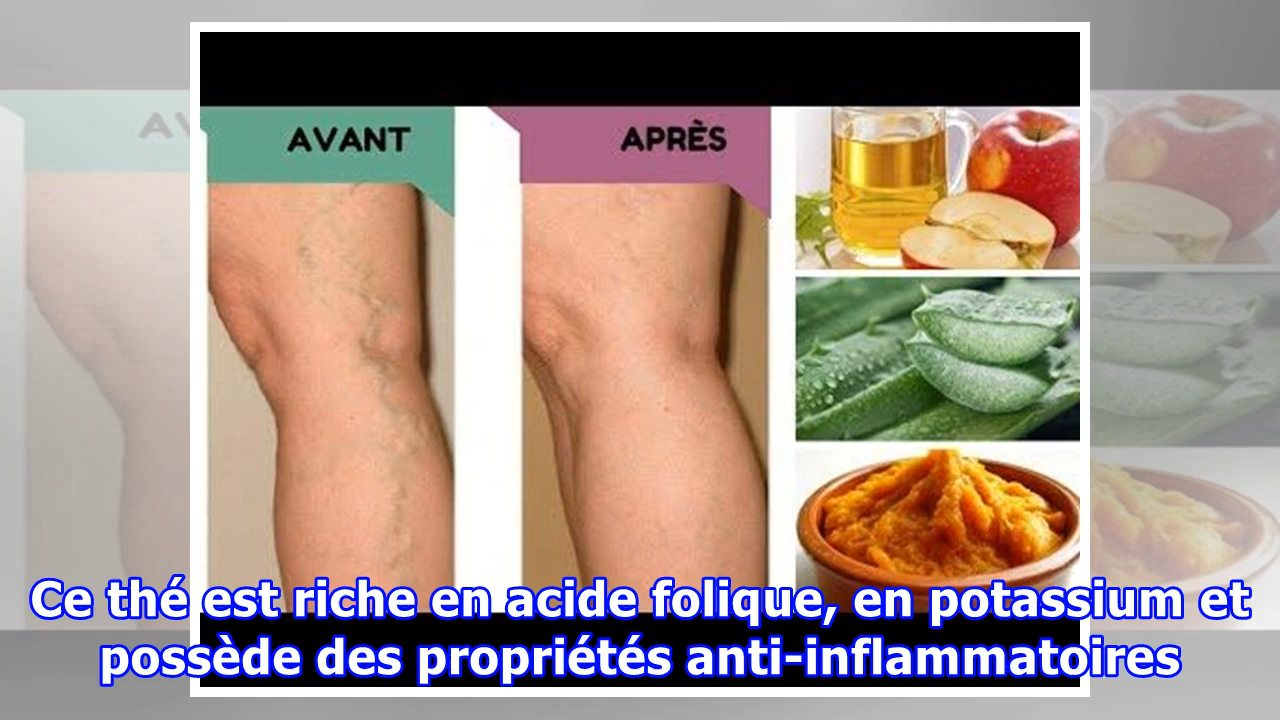 AVANT
APRÈS
Ce thé est riche en acide folique, en potassium et
possède des propriétés anti-inflammatoires